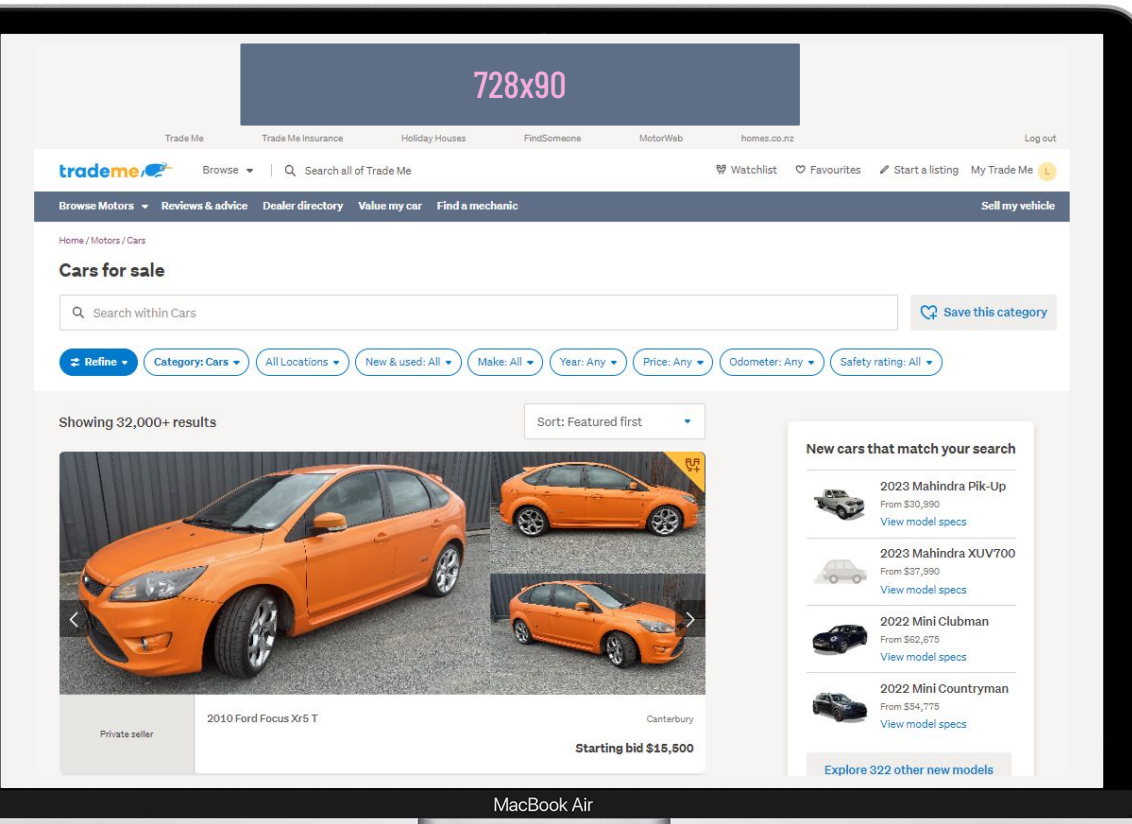 728x90
Trade Me Trade Me Insurance Holiday Houses FindSomeone MotorWeb homes.co.nz Log out
trademe Browse Search all of Trade Me Watchlist Favourites Start a listing My Trade Me L
Browse Motors Reviews & advice Dealer directory Value my car Find a mechanic Sell my vehicle
Home / Motors / Cars
Cars for sale
Search within Cars Save this category
Refine Category: Cars All Locations New & used: All Make: All Year: Any Price: Any Odometer: Any Safety rating: All
Showing 32,000+ results Sort: Featured first
Private seller
2010 Ford Focus Xr5 T Canterbury
Starting bid $15,500
New cars that match your search
2023 Mahindra Pik-Up
From $30,990
View model specs
2023 Mahindra XUV700
From $37,990
View model specs
2022 Mini Clubman
From $62,675
View model specs
2022 Mini Countryman
From $54,775
View model specs
Explore 322 other new models
MacBook Air